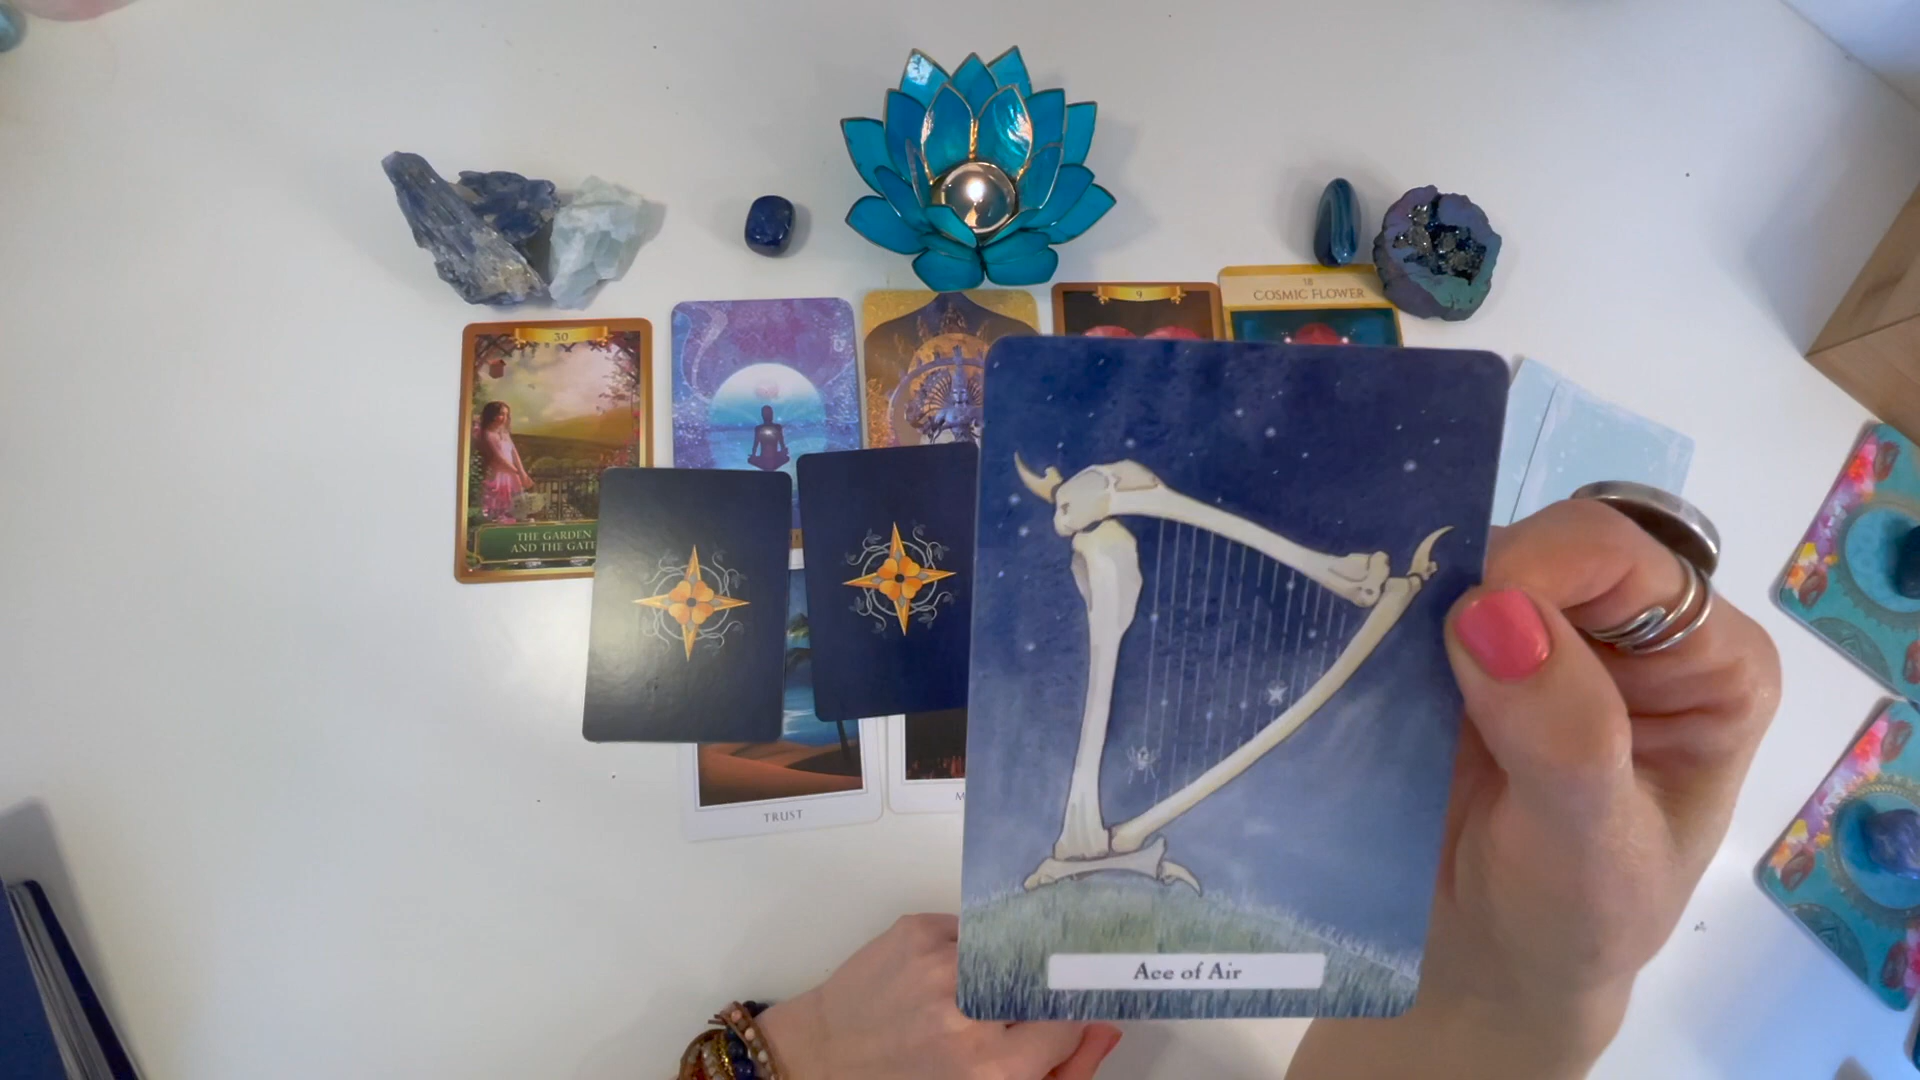 30
THE GARDEN
AND THE GATE
9
18
COSMIC FLOWER
TRUST
M
Ace of Air